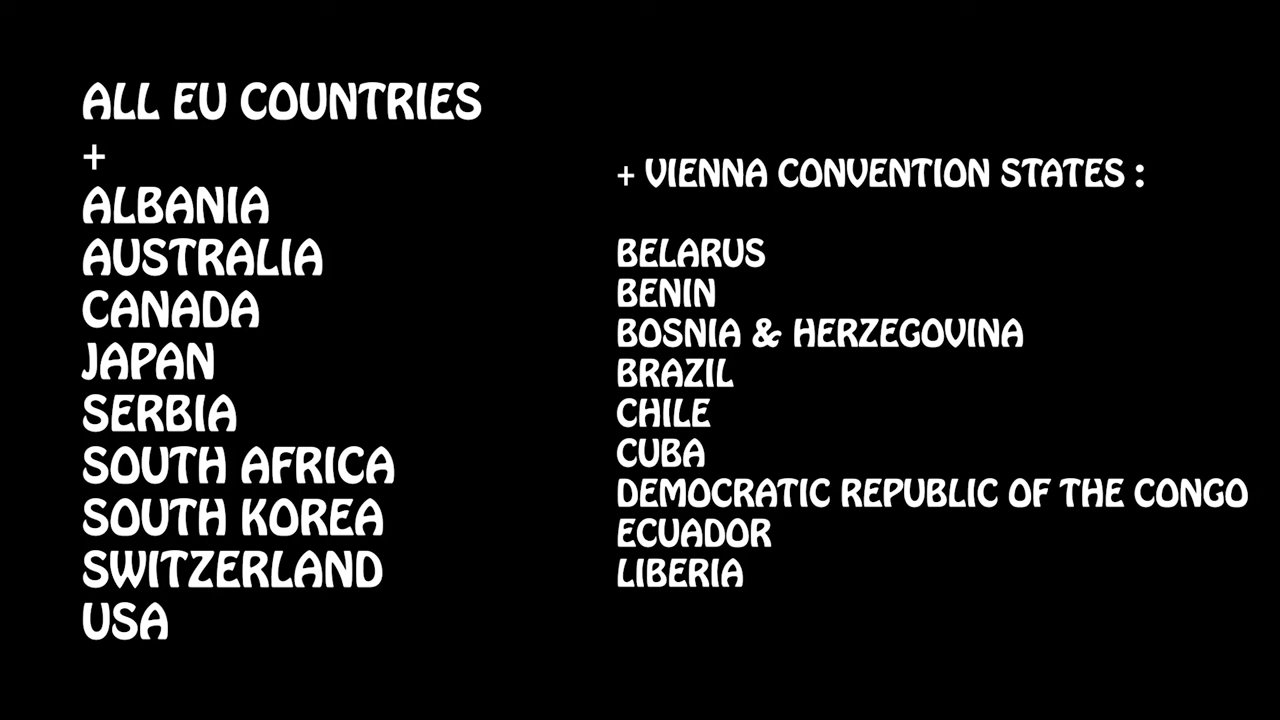 ALL EU COUNTRIES
+
ALBANIA
AUSTRALIA
CANADA
JAPAN
SERBIA
SOUTH AFRICA
SOUTH KOREA
SWITZERLAND
USA
+ VIENNA CONVENTION STATES :
BELARUS
BENIN
BOSNIA & HERZEGOVINA
BRAZIL
CHILE
CUBA
DEMOCRATIC REPUBLIC OF THE CONGO
ECUADOR
LIBERIA